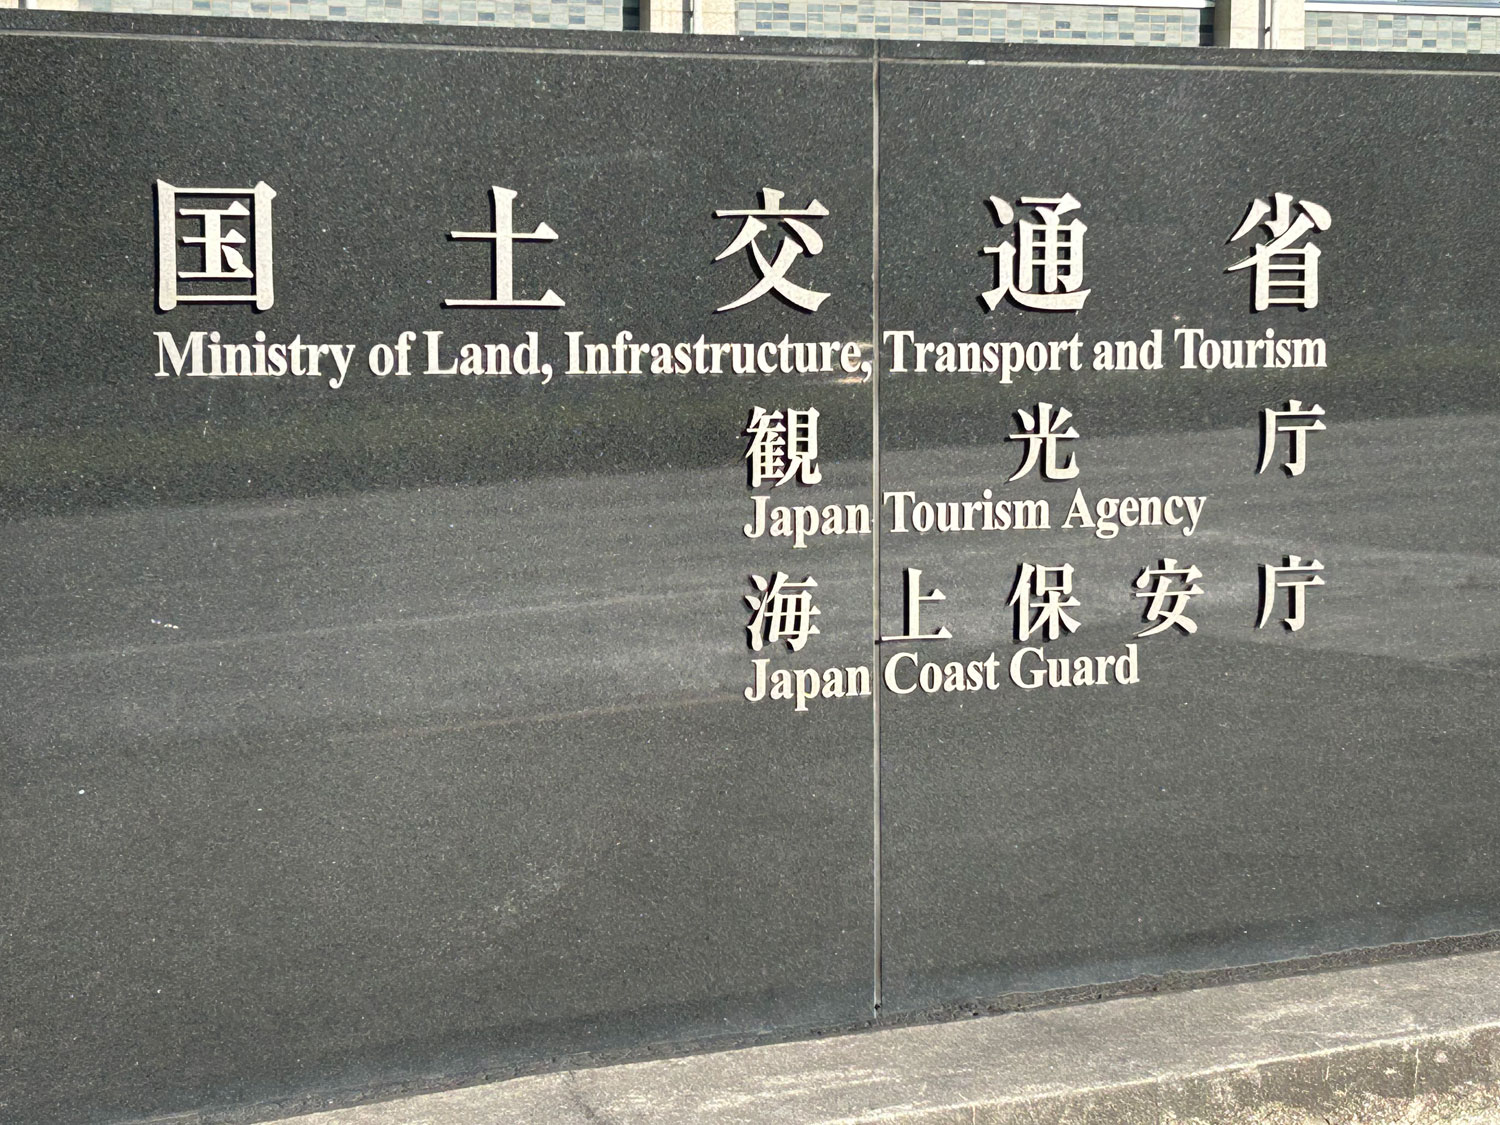 国土交通省
Ministry of Land, Infrastructure, Transport and Tourism
観光庁
Japan Tourism Agency
海上保安庁
Japan Coast Guard